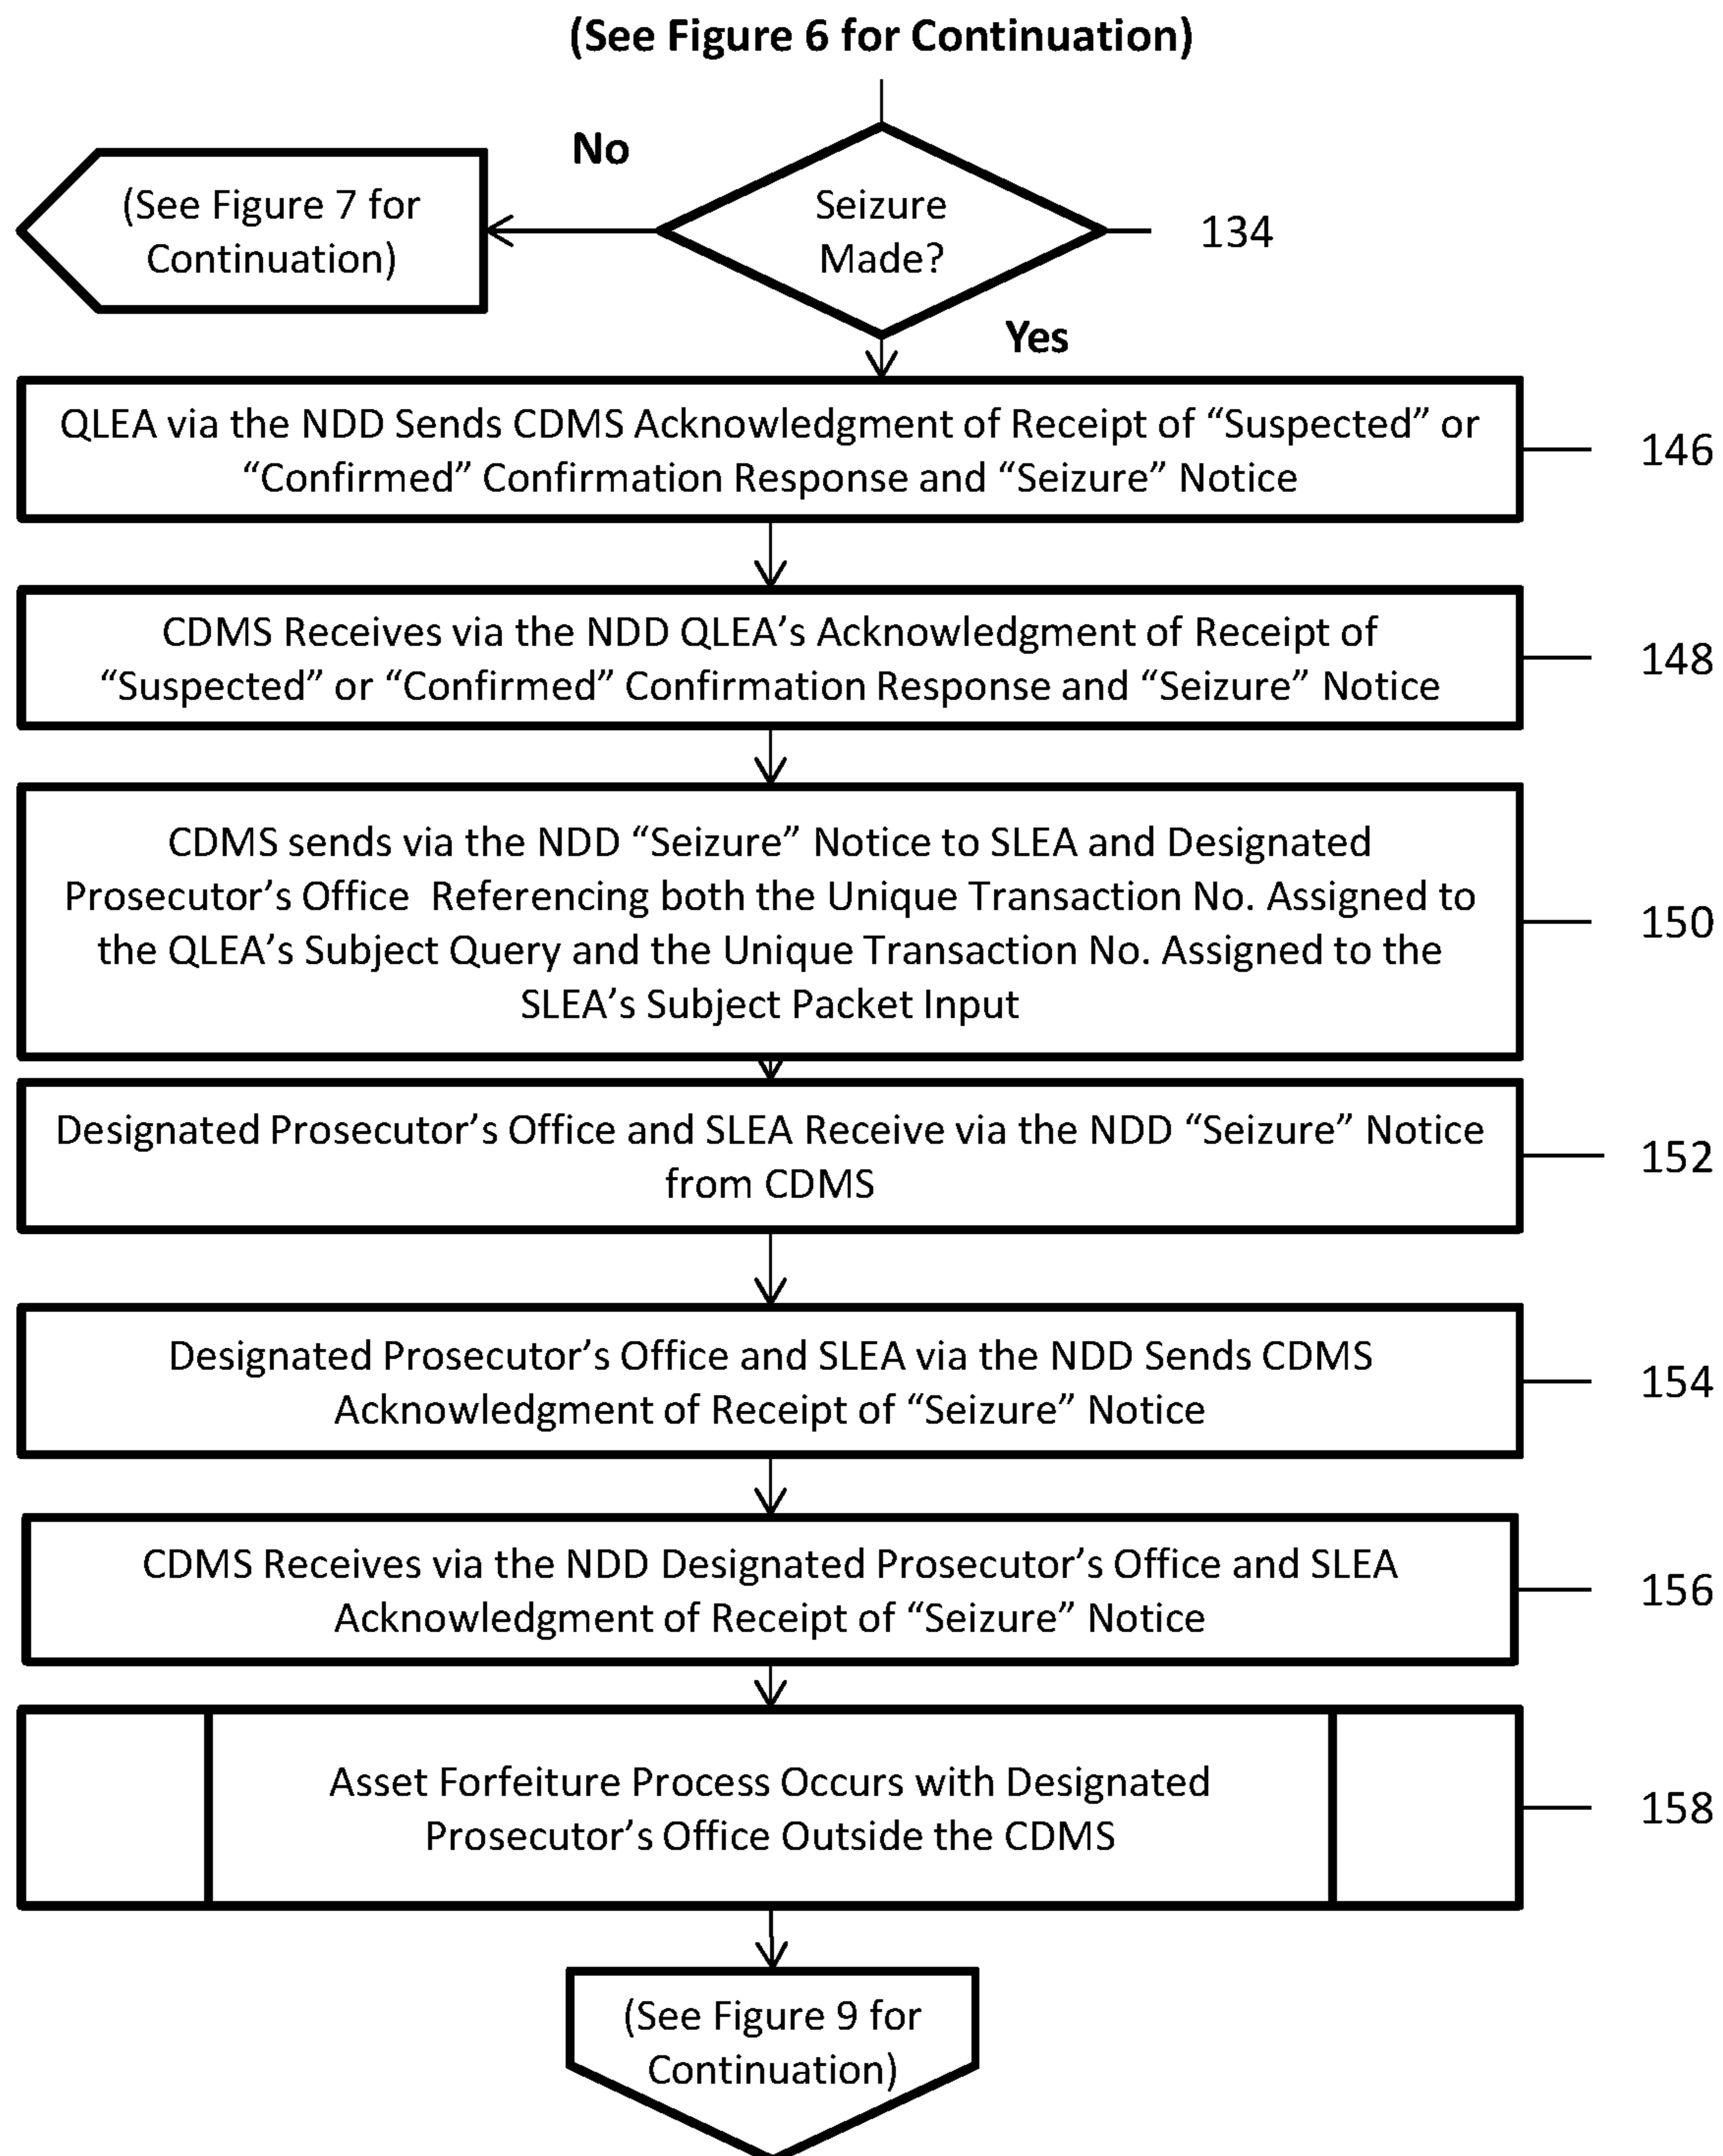 (See Figure 6 for Continuation)
No
(See Figure 7 for
Continuation)
Seizure
Made?
134
Yes
QLEA via the NDD Sends CDMS Acknowledgment of Receipt of “Suspected” or
“Confirmed” Confirmation Response and “Seizure” Notice
146
CDMS Receives via the NDD QLEA’s Acknowledgment of Receipt of
“Suspected” or “Confirmed” Confirmation Response and “Seizure” Notice
148
CDMS sends via the NDD “Seizure” Notice to SLEA and Designated
Prosecutor’s Office Referencing both the Unique Transaction No. Assigned to
the QLEA’s Subject Query and the Unique Transaction No. Assigned to the
SLEA’s Subject Packet Input
150
Designated Prosecutor’s Office and SLEA Receive via the NDD “Seizure” Notice
from CDMS
152
Designated Prosecutor’s Office and SLEA via the NDD Sends CDMS
Acknowledgment of Receipt of “Seizure” Notice
154
CDMS Receives via the NDD Designated Prosecutor’s Office and SLEA
Acknowledgment of Receipt of “Seizure” Notice
156
Asset Forfeiture Process Occurs with Designated
Prosecutor’s Office Outside the CDMS
158
(See Figure 9 for
Continuation)